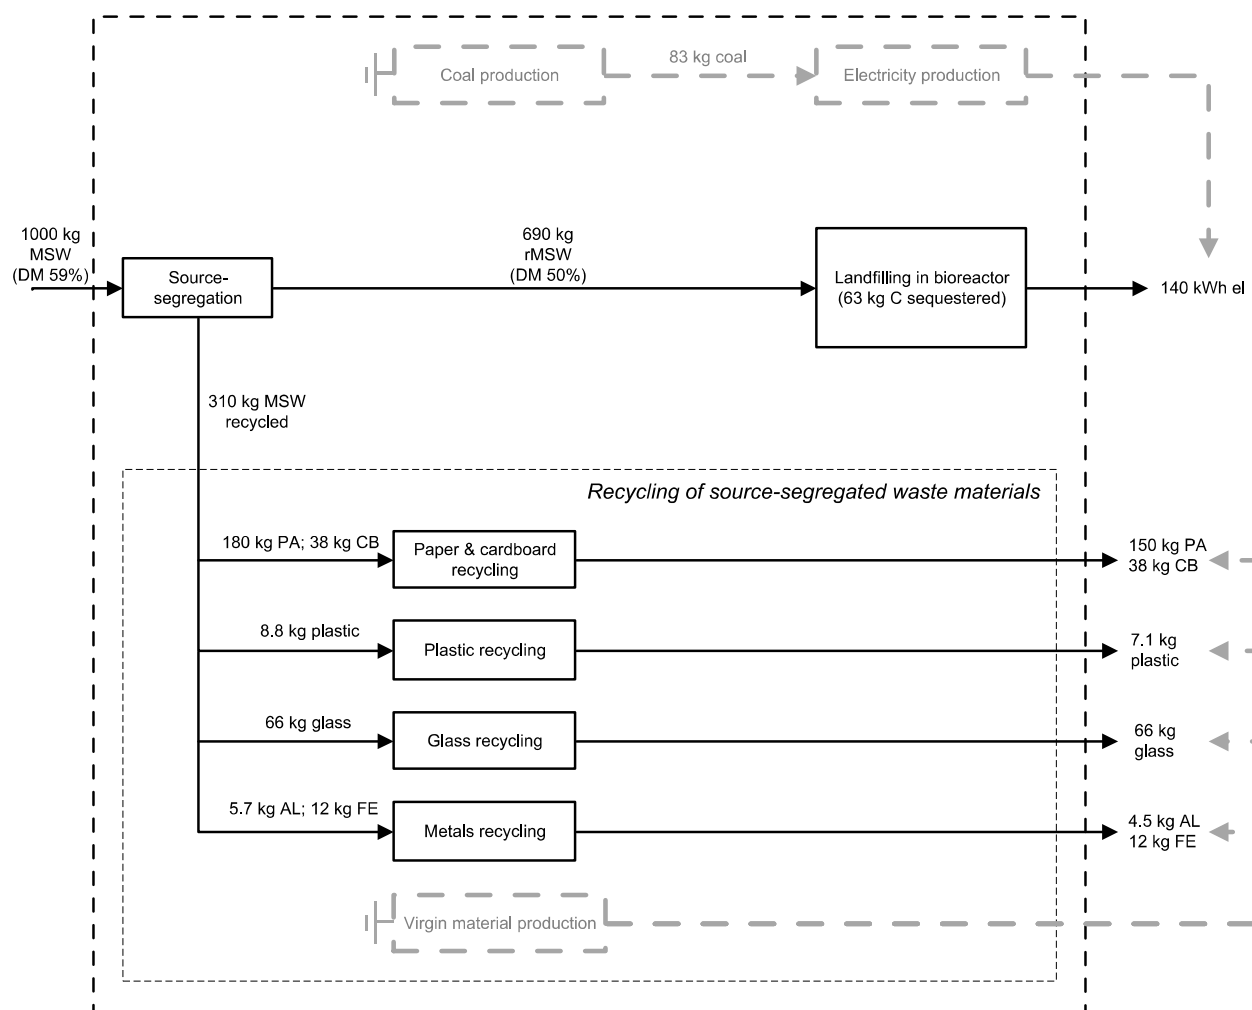 Coal production
83 kg coal
Electricity production
1000 kg
MSW
(DM 59%)
Source-
segregation
690 kg
rMSW
(DM 50%)
Landfilling in bioreactor
(63 kg C sequestered)
140 kWh el
310 kg MSW
recycled
Recycling of source-segregated waste materials
180 kg PA; 38 kg CB
Paper & cardboard
recycling
150 kg PA
38 kg CB
8.8 kg plastic
Plastic recycling
7.1 kg
plastic
66 kg glass
Glass recycling
66 kg
glass
5.7 kg AL; 12 kg FE
Metals recycling
4.5 kg AL
12 kg FE
Virgin material production